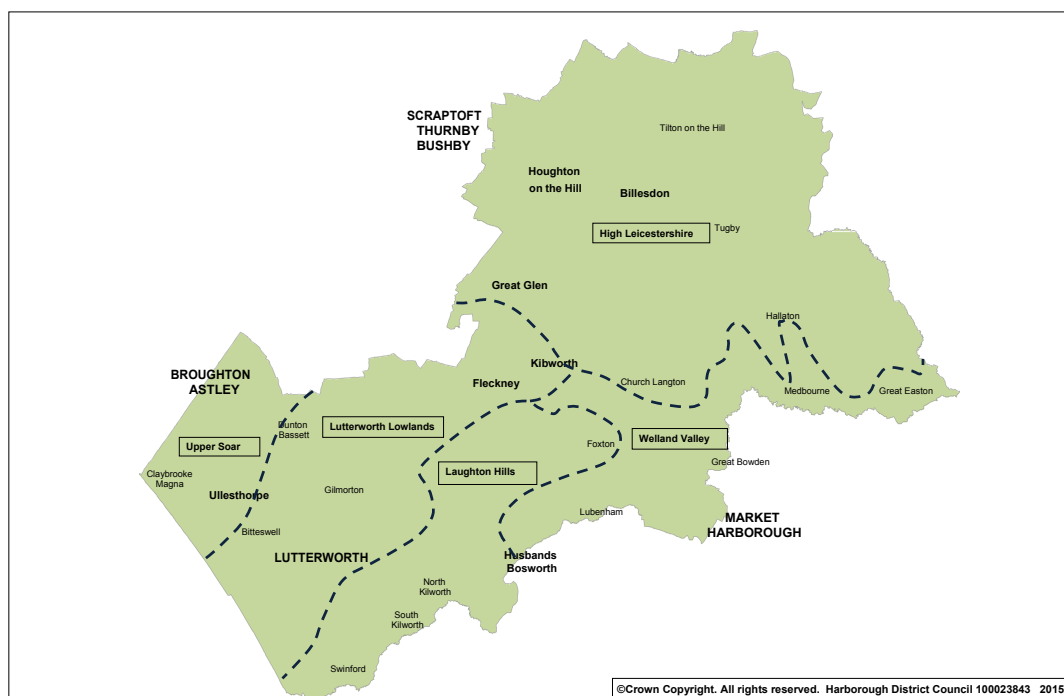 SCRAPTOFT
THURNBY
BUSHBY
Tilton on the Hill
Houghton
on the Hill
Billesdon
High Leicestershire
Tugby
Great Glen
Hallaton
Kibworth
BROUGHTON
ASTLEY
Fleckney
Church Langton
Medbourne
Great Easton
Dunton
Bassett
Lutterworth Lowlands
Welland Valley
Upper Soar
Foxton
Claybrooke
Magna
Laughton Hills
Great Bowden
Ullesthorpe
Gilmorton
Lubenham
MARKET
HARBOROUGH
Bitteswell
LUTTERWORTH
Husbands
Bosworth
North
Kilworth
South
Kilworth
Swinford
©Crown Copyright. All rights reserved. Harborough District Council 100023843 2015